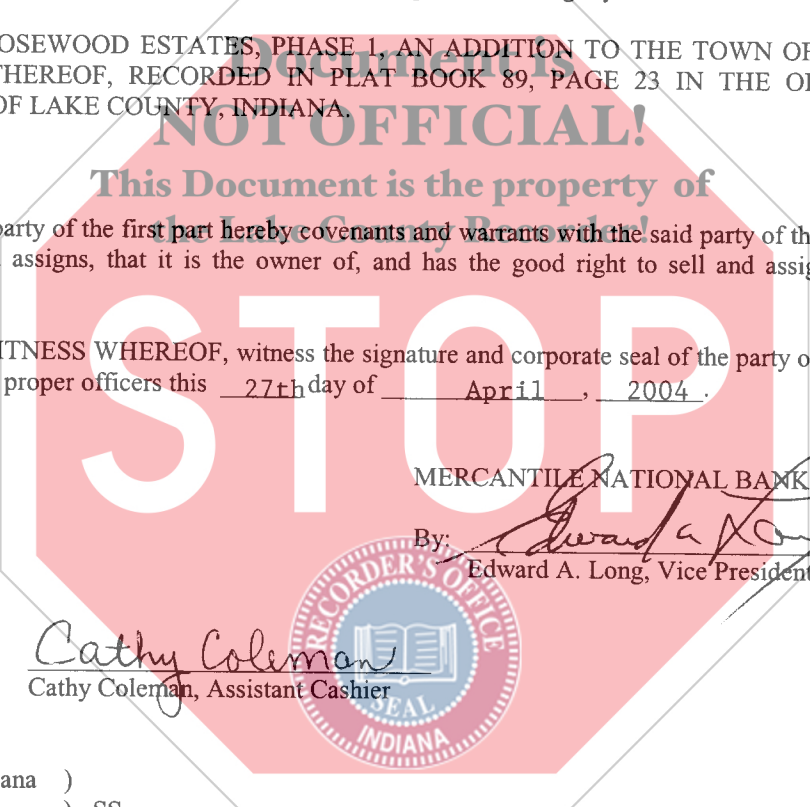 OSEWOOD ESTATES, PHASE 1, AN ADDITION TO THE TOWN OF
Document is
THEREOF, RECORDED IN PLAT BOOK 89, PAGE 23 IN THE
OF LAKE COUNTY, INDIANA.
NOT OFFICIAL!
This Document is the property of
the Lake County Recorder!
party of the first part hereby covenants and warrants with the said party of
assigns, that it is the owner of, and has the good right to sell and
STOP
WHEREOF, witness the signature and corporate seal of the party
proper officers this 27th day of April, 2004.
MERCANTILE NATIONAL BANK
By: Edward A
Edward A. Long, Vice President
RECORDER'S OFFICE
SEAL
INDIANA
Cathy Coleman
Cathy Coleman, Assistant Cashier
ana )
) SS